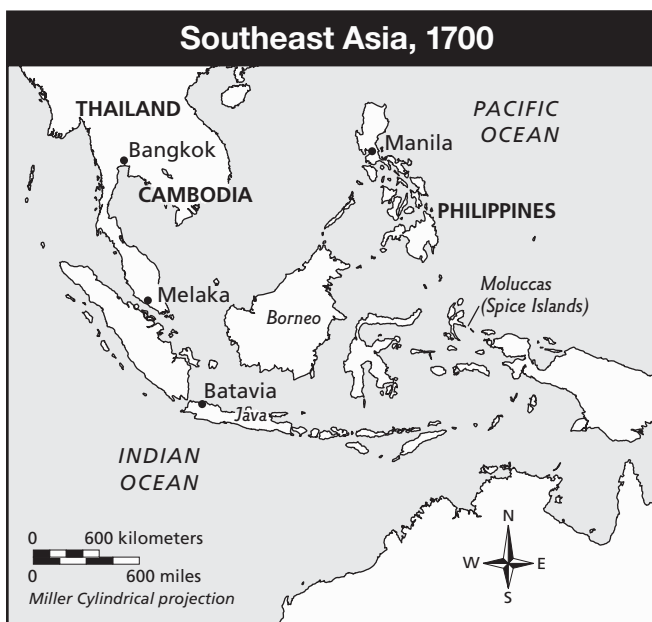 Southeast Asia, 1700
THAILAND
PACIFIC
OCEAN
Bangkok
Manila
CAMBODIA
PHILIPPINES
Melaka
Moluccas
(Spice Islands)
Borneo
Batavia
Java
INDIAN
OCEAN
0 600 kilometers
0 600 miles
Miller Cylindrical projection
N
W E
S